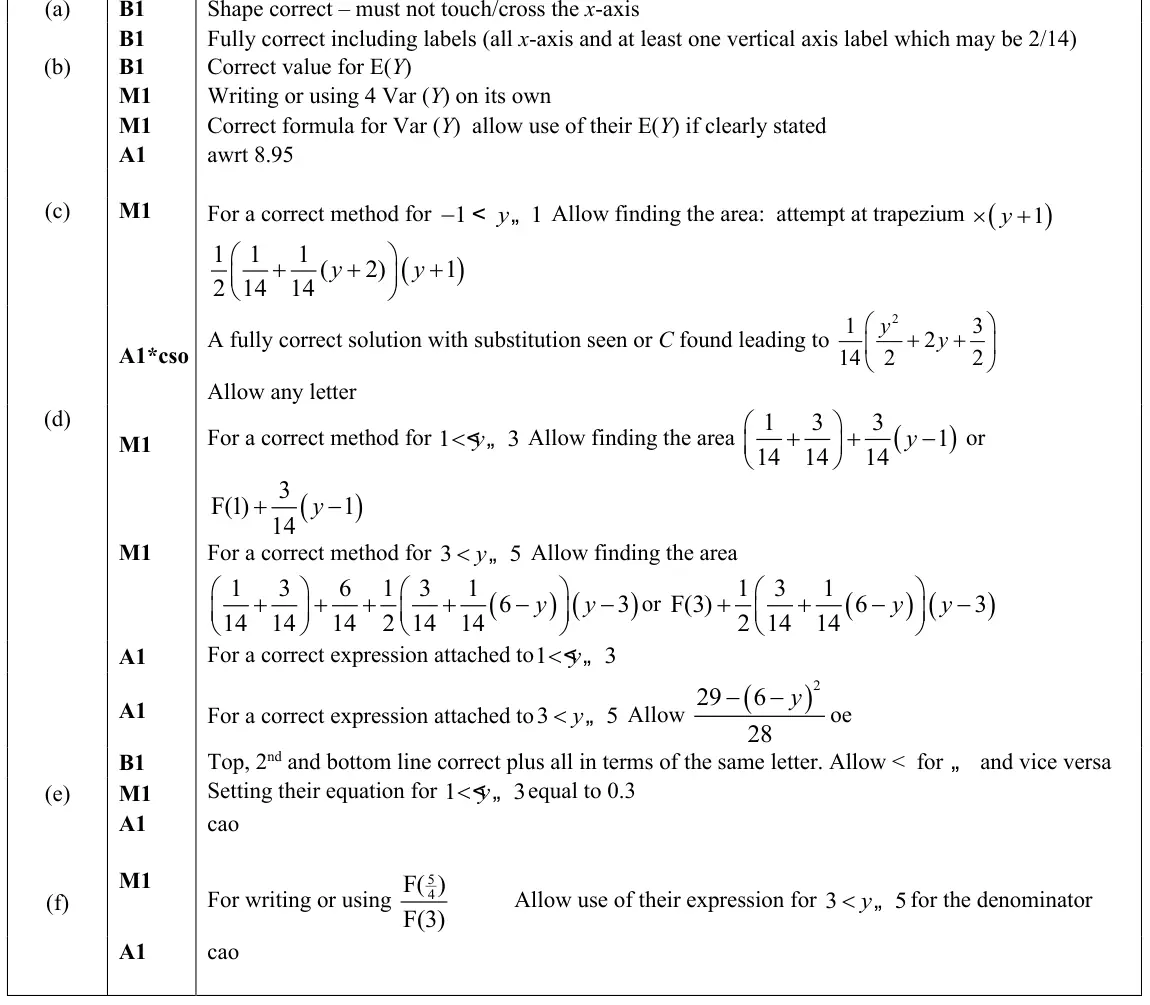 (a) B1 Shape correct – must not touch/cross the x-axis
B1 Fully correct including labels (all x-axis and at least one vertical axis label which may be 2/14)
(b) B1 Correct value for E(Y)
M1 Writing or using 4 Var (Y) on its own
M1 Correct formula for Var (Y) allow use of their E(Y) if clearly stated
A1 awrt 8.95
(c) M1 For a correct method for −1 < y„ 1 Allow finding the area: attempt at trapezium ×(y+1)
1/2(1/14 + 1/14(y+2))(y+1)
A1*cso A fully correct solution with substitution seen or C found leading to 1/14(y²/2 + 2y + 3/2)
Allow any letter
(d) M1 For a correct method for 1<y„ 3 Allow finding the area (1/14 + 3/14) + 3/14(y−1) or
F(1) + 3/14(y−1)
M1 For a correct method for 3 < y„ 5 Allow finding the area
(1/14 + 3/14) + 6/14 + 1/2(3/14 + 1/14(6−y))(y−3) or F(3) + 1/2(3/14 + 1/14(6−y))(y−3)
A1 For a correct expression attached to 1<y„ 3
A1 For a correct expression attached to 3 < y„ 5 Allow (29−(6−y)²)/28 oe
B1 Top, 2nd and bottom line correct plus all in terms of the same letter. Allow < for „ and vice versa
(e) M1 Setting their equation for 1<y„ 3 equal to 0.3
A1 cao
(f) M1 For writing or using F(5/4)/F(3) Allow use of their expression for 3 < y„ 5 for the denominator
A1 cao